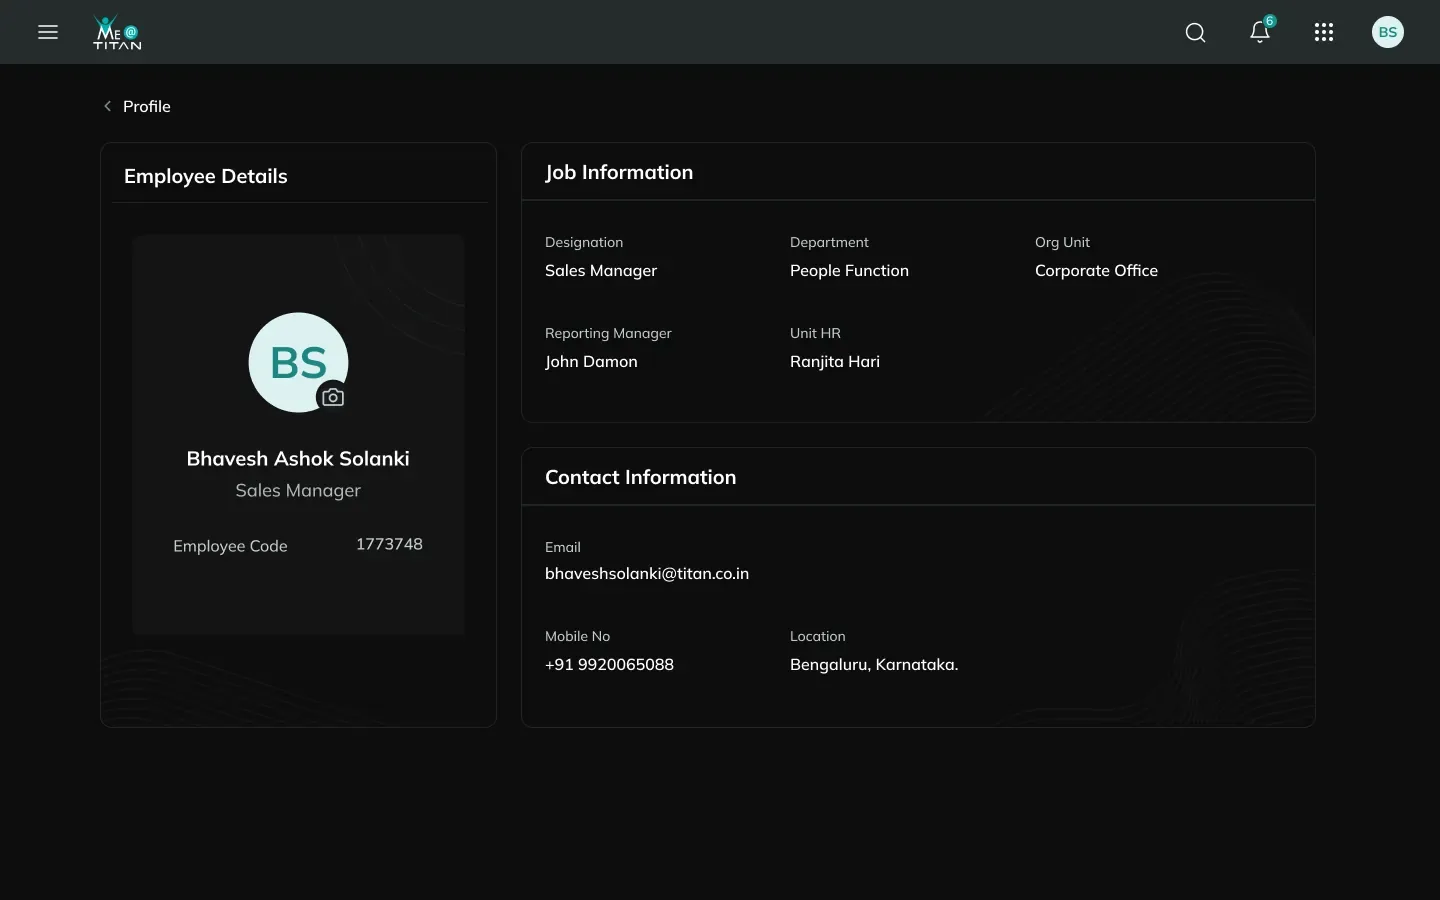 ME @
TITAN
6
BS
Profile
Employee Details
BS
Bhavesh Ashok Solanki
Sales Manager
Employee Code 1773748
Job Information
Designation Department Org Unit
Sales Manager People Function Corporate Office
Reporting Manager Unit HR
John Damon Ranjita Hari
Contact Information
Email
bhaveshsolanki@titan.co.in
Mobile No Location
+91 9920065088 Bengaluru, Karnataka.